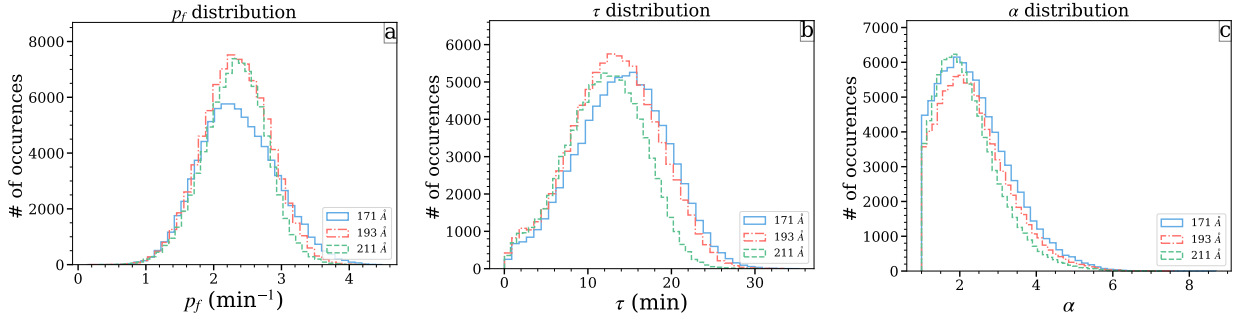 p_f distribution
a
# of occurences
8000
6000
4000
2000
0
0 1 2 3 4
p_f (min⁻¹)
171 Å
193 Å
211 Å
τ distribution
b
# of occurences
6000
5000
4000
3000
2000
1000
0
0 10 20 30
τ (min)
171 Å
193 Å
211 Å
α distribution
c
# of occurences
7000
6000
5000
4000
3000
2000
1000
0
2 4 6 8
α
171 Å
193 Å
211 Å